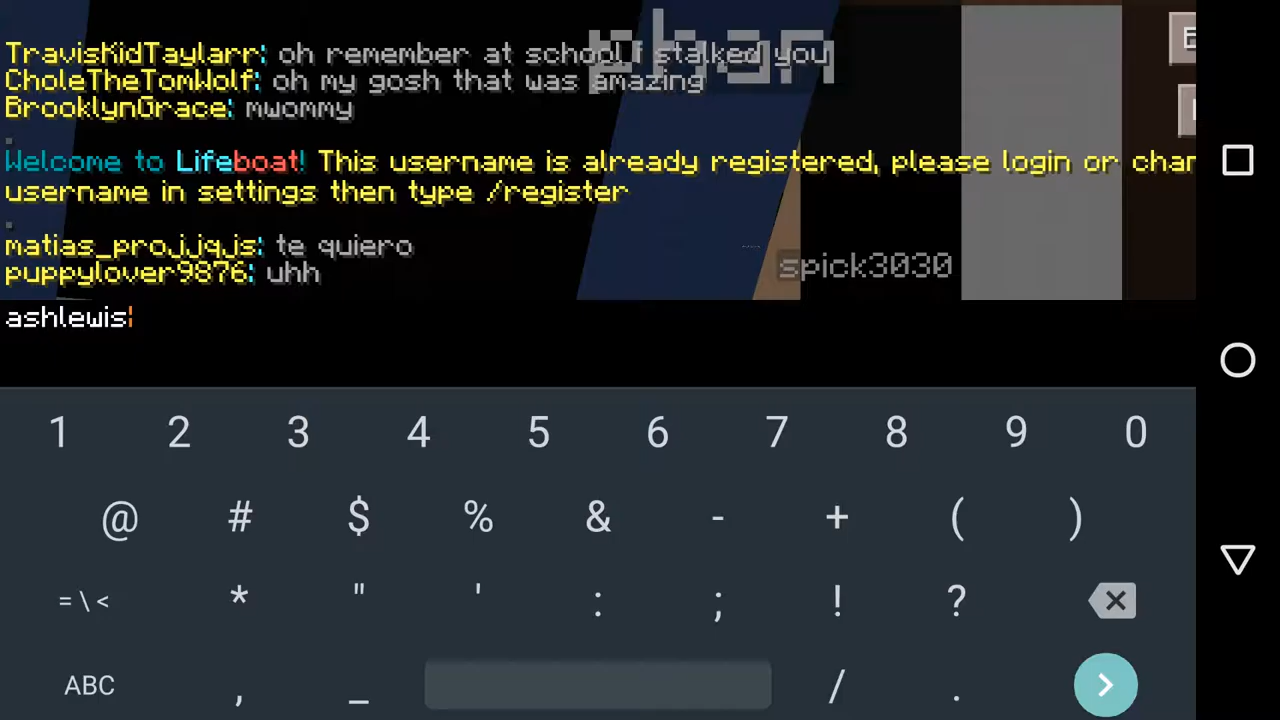 phan
TravisKidTaylarr: oh remember at school i stalked you
CholeTheTomWolf: oh my gosh that was amazing
BrooklynGrace: mwommy
.
Welcome to Lifeboat! This username is already registered, please login or chan
username in settings then type /register
.
matias_projjqjs: te quiero
puppylover9876: uhh
spick3030
ashlewis
1 2 3 4 5 6 7 8 9 0
@ # $ % & - + ( )
= \ < * " ' : ; ! ?
ABC , _ / .